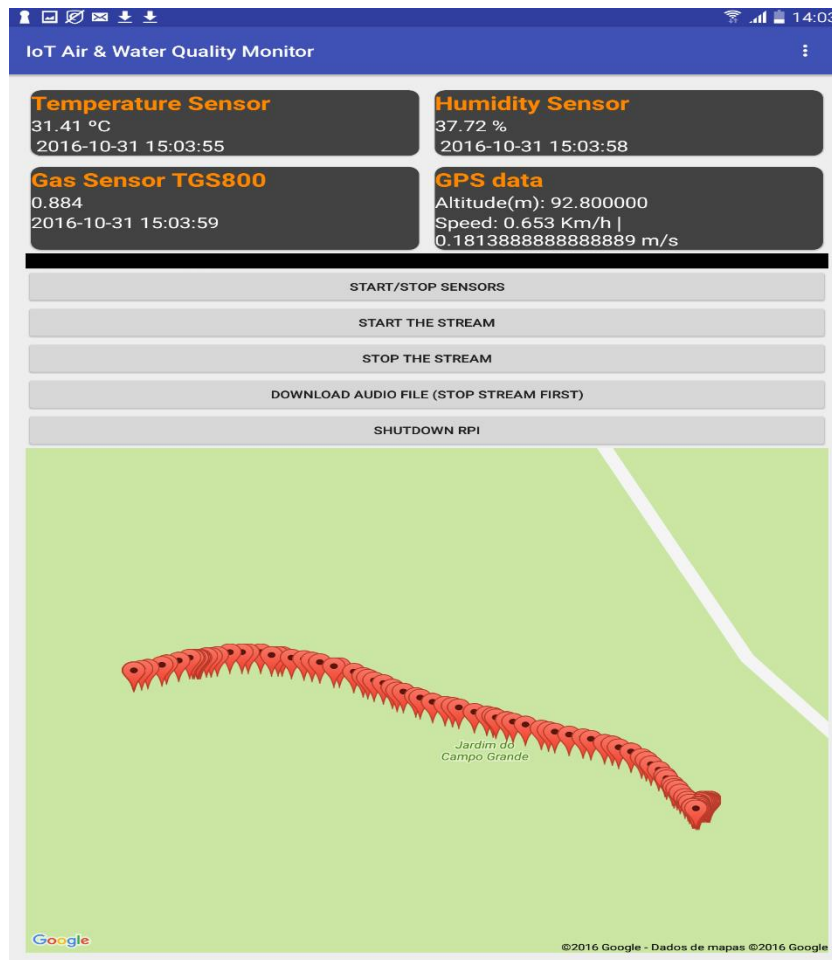 14:03
IoT Air & Water Quality Monitor
Temperature Sensor
31.41 ºC
2016-10-31 15:03:55
Humidity Sensor
37.72 %
2016-10-31 15:03:58
Gas Sensor TGS800
0.884
2016-10-31 15:03:59
GPS data
Altitude(m): 92.800000
Speed: 0.653 Km/h |
0.1813888888888889 m/s
START/STOP SENSORS
START THE STREAM
STOP THE STREAM
DOWNLOAD AUDIO FILE (STOP STREAM FIRST)
SHUTDOWN RPI
Jardim do
Campo Grande
Google
©2016 Google - Dados de mapas ©2016 Google